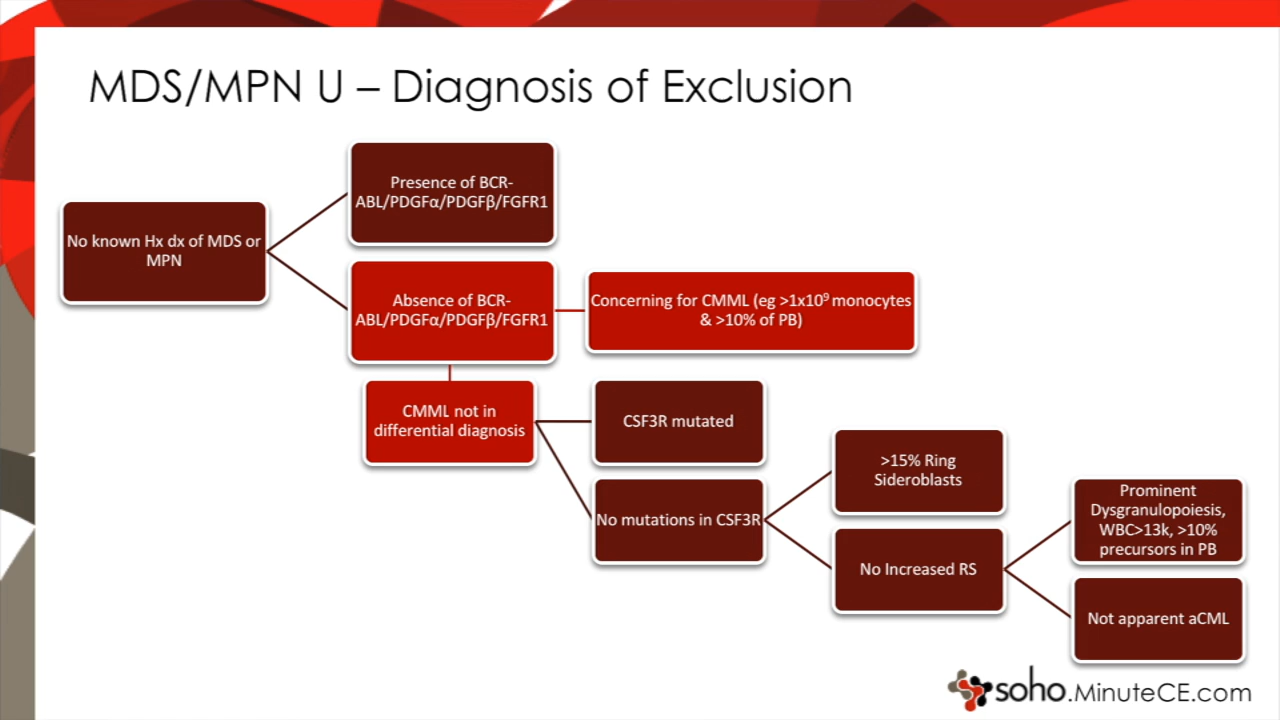 MDS/MPN U – Diagnosis of Exclusion
Presence of BCR-
ABL/PDGFα/PDGFβ/FGFR1
No known Hx dx of MDS or
MPN
Absence of BCR-
ABL/PDGFα/PDGFβ/FGFR1
Concerning for CMML (eg >1x10⁹ monocytes
& >10% of PB)
CMML not in
differential diagnosis
CSF3R mutated
No mutations in CSF3R
>15% Ring
Sideroblasts
No Increased RS
Prominent
Dysgranulopoiesis,
WBC>13k, >10%
precursors in PB
Not apparent aCML
soho.MinuteCE.com